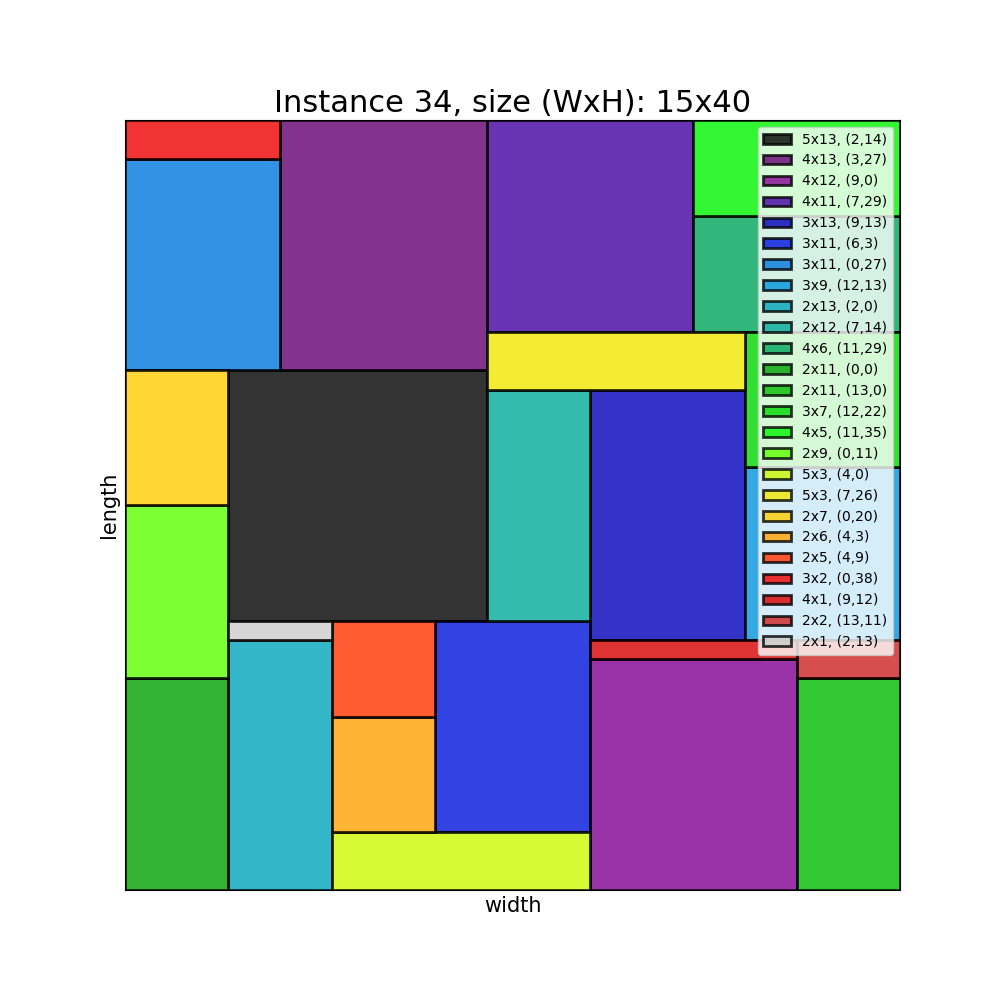 Instance 34, size (WxH): 15x40
5x13, (2,14)
4x13, (3,27)
4x12, (9,0)
4x11, (7,29)
3x13, (9,13)
3x11, (6,3)
3x11, (0,27)
3x9, (12,13)
2x13, (2,0)
2x12, (7,14)
4x6, (11,29)
2x11, (0,0)
2x11, (13,0)
3x7, (12,22)
4x5, (11,35)
2x9, (0,11)
5x3, (4,0)
5x3, (7,26)
2x7, (0,20)
2x6, (4,3)
2x5, (4,9)
3x2, (0,38)
4x1, (9,12)
2x2, (13,11)
2x1, (2,13)
length
width